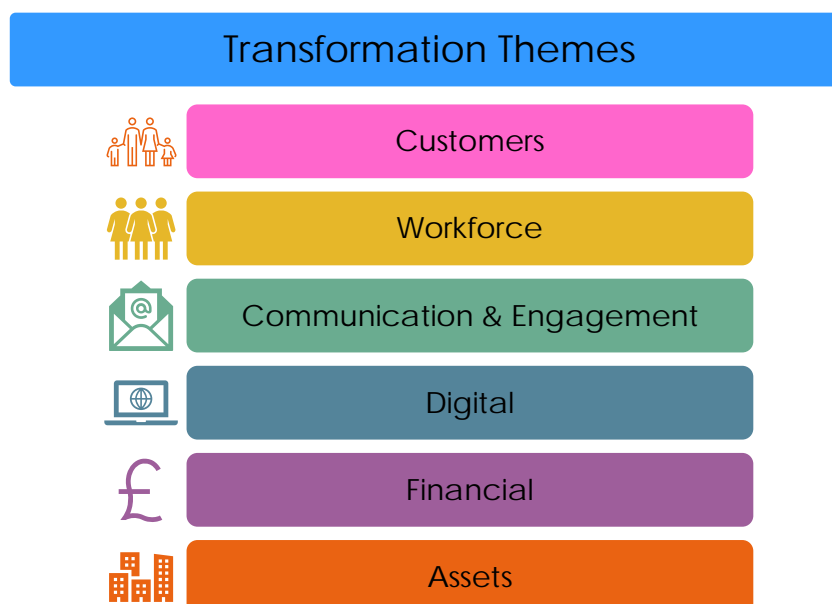 Transformation Themes
Customers
Workforce
@
Communication & Engagement
Digital
£
Financial
Assets